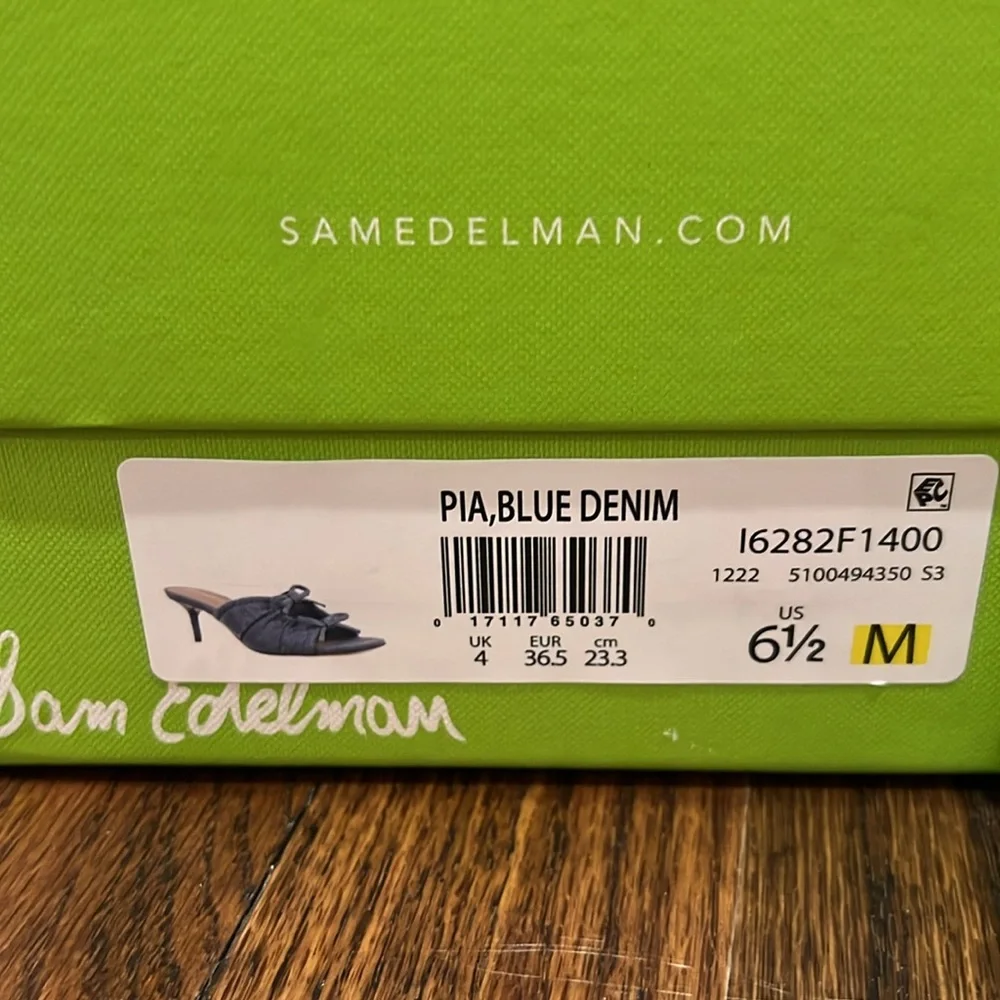 SAMEDELMAN.COM
PIA,BLUE DENIM
I6282F1400
1222 5100494350 S3
0 17117 65037 0
UK EUR cm
4 36.5 23.3
US
6½ M
Sam Edelman